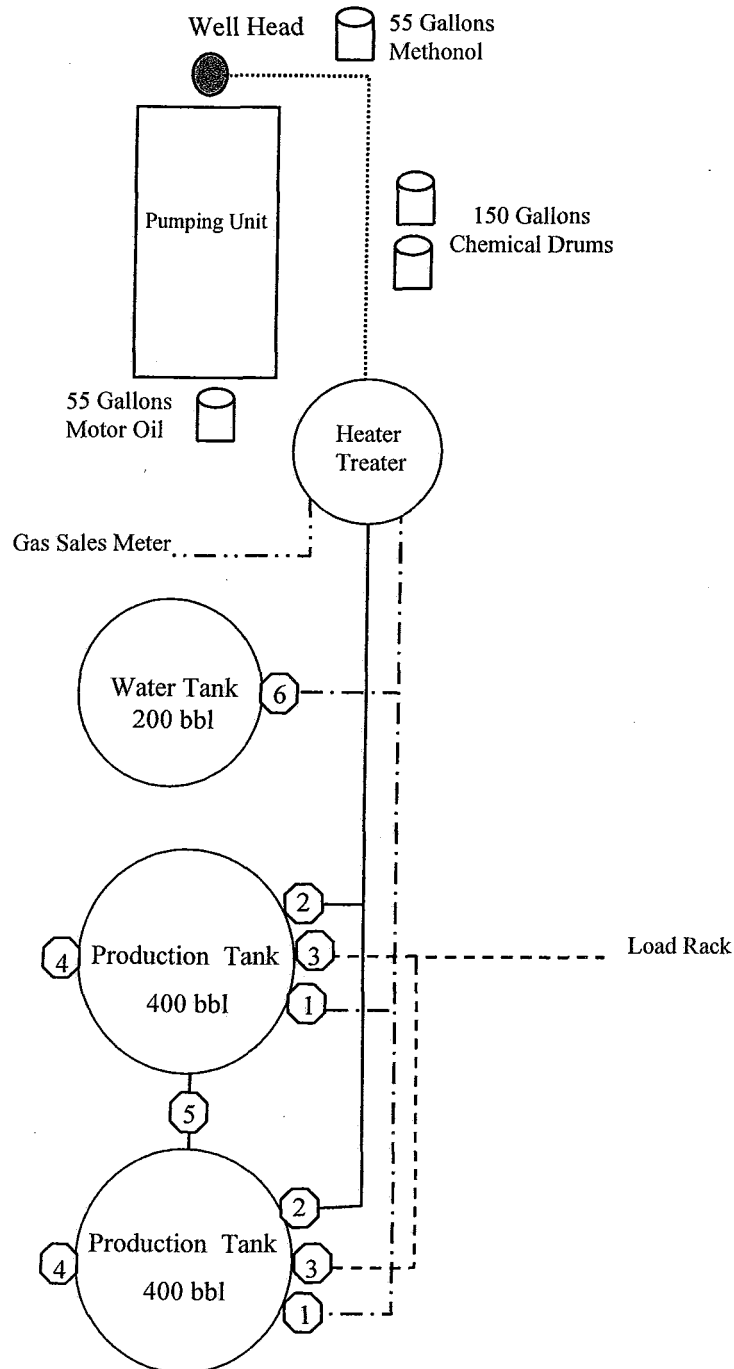 Well Head
55 Gallons
Methonol
Pumping Unit
150 Gallons
Chemical Drums
55 Gallons
Motor Oil
Heater
Treater
Gas Sales Meter
Water Tank
200 bbl
6
2
Production Tank
400 bbl
4
3
Load Rack
1
5
2
Production Tank
400 bbl
4
3
1